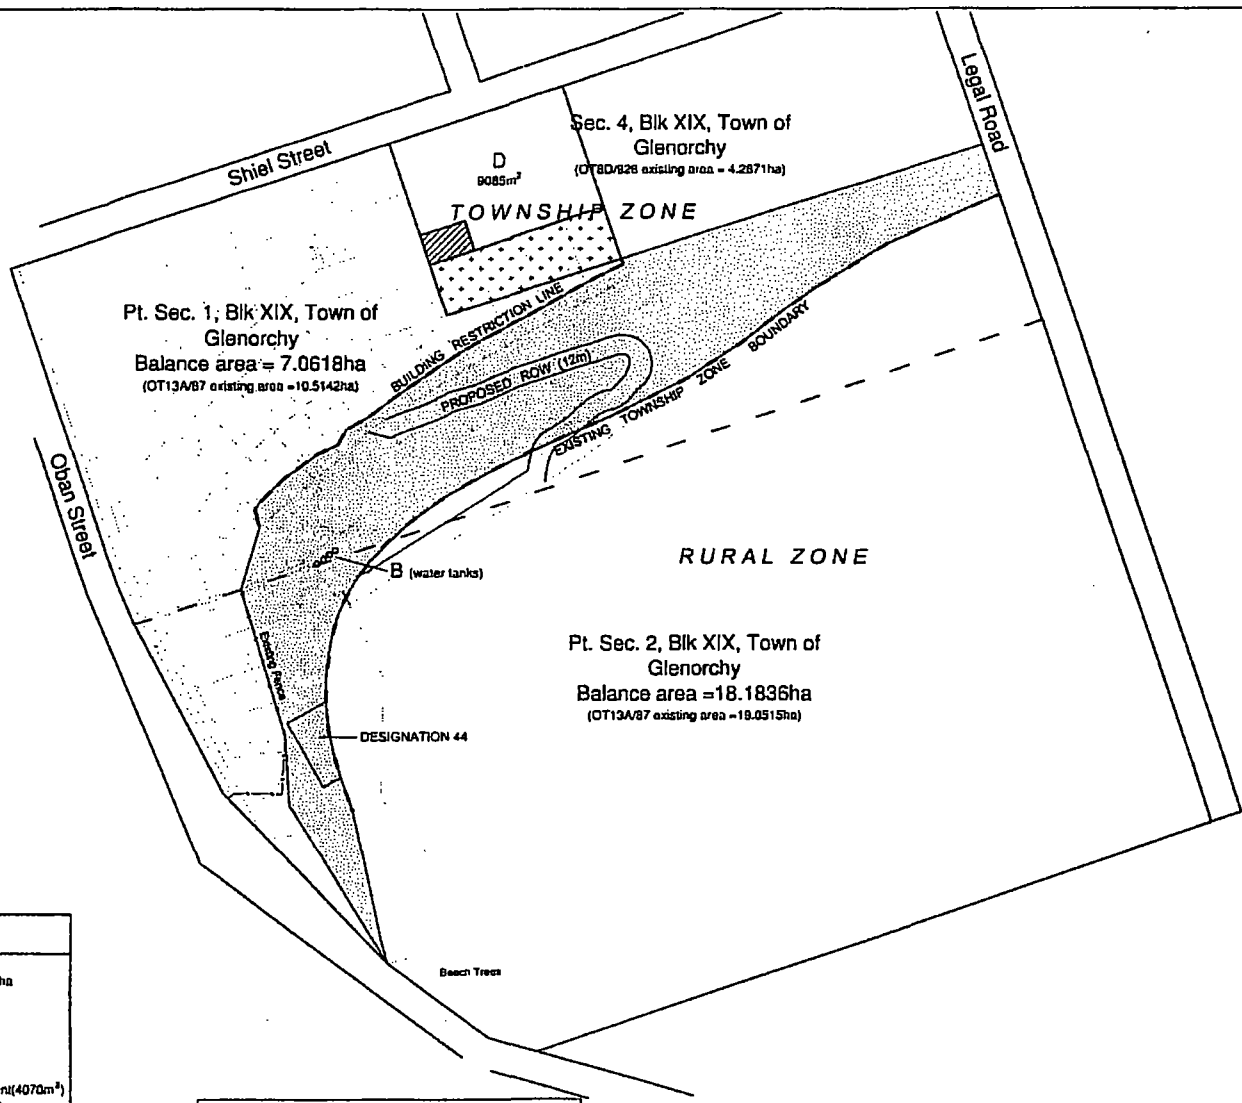 Legal Road
Shiel Street
Sec. 4, Blk XIX, Town of
Glenorchy
(OT8D/828 existing area = 4.2871ha)
D
9085m²
TOWNSHIP ZONE
Pt. Sec. 1, Blk XIX, Town of
Glenorchy
Balance area = 7.0618ha
(OT13A/87 existing area =10.5142ha)
BUILDING RESTRICTION LINE
PROPOSED ROW (12m)
EXISTING TOWNSHIP ZONE BOUNDARY
Oban Street
B (water tanks)
RURAL ZONE
Existing Fence
Pt. Sec. 2, Blk XIX, Town of
Glenorchy
Balance area =18.1836ha
(OT13A/87 existing area =19.0515ha)
DESIGNATION 44
Beech Trees
ha
nt(4070m²)